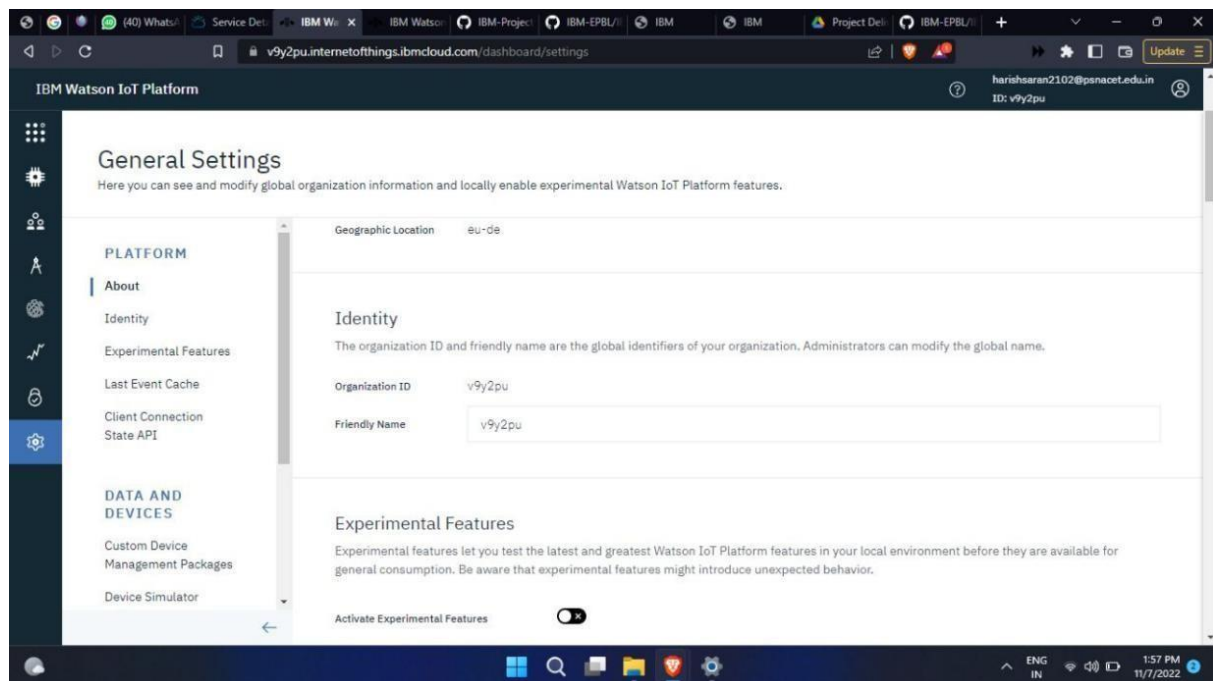 (40) WhatsA
Service Det
IBM Wa
IBM Watson
IBM-Project
IBM-EPBL/I
IBM
IBM
Project Deli
IBM-EPBL/I
v9y2pu.internetofthings.ibmcloud.com/dashboard/settings
Update
IBM Watson IoT Platform
harishsaran2102@psnacet.edu.in
ID: v9y2pu
General Settings
Here you can see and modify global organization information and locally enable experimental Watson IoT Platform features.
PLATFORM
About
Identity
Experimental Features
Last Event Cache
Client Connection
State API
DATA AND
DEVICES
Custom Device
Management Packages
Device Simulator
Geographic Location eu-de
Identity
The organization ID and friendly name are the global identifiers of your organization. Administrators can modify the global name.
Organization ID v9y2pu
Friendly Name v9y2pu
Experimental Features
Experimental features let you test the latest and greatest Watson IoT Platform features in your local environment before they are available for
general consumption. Be aware that experimental features might introduce unexpected behavior.
Activate Experimental Features
ENG
IN
1:57 PM
11/7/2022
2